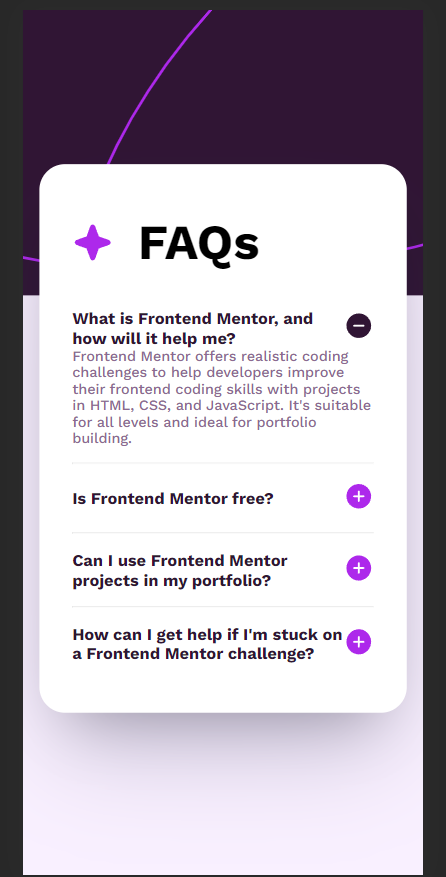 FAQs
What is Frontend Mentor, and
how will it help me?
Frontend Mentor offers realistic coding
challenges to help developers improve
their frontend coding skills with projects
in HTML, CSS, and JavaScript. It's suitable
for all levels and ideal for portfolio
building.
Is Frontend Mentor free?
Can I use Frontend Mentor
projects in my portfolio?
How can I get help if I'm stuck on
a Frontend Mentor challenge?